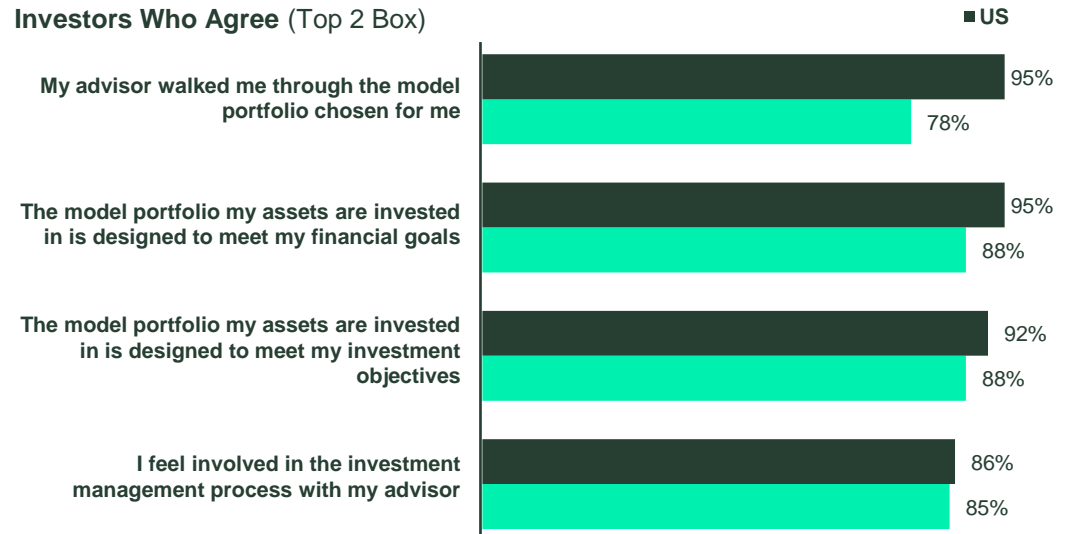 Investors Who Agree (Top 2 Box)
US
My advisor walked me through the model
portfolio chosen for me
95%
78%
The model portfolio my assets are invested
in is designed to meet my financial goals
95%
88%
The model portfolio my assets are invested
in is designed to meet my investment
objectives
92%
88%
I feel involved in the investment
management process with my advisor
86%
85%